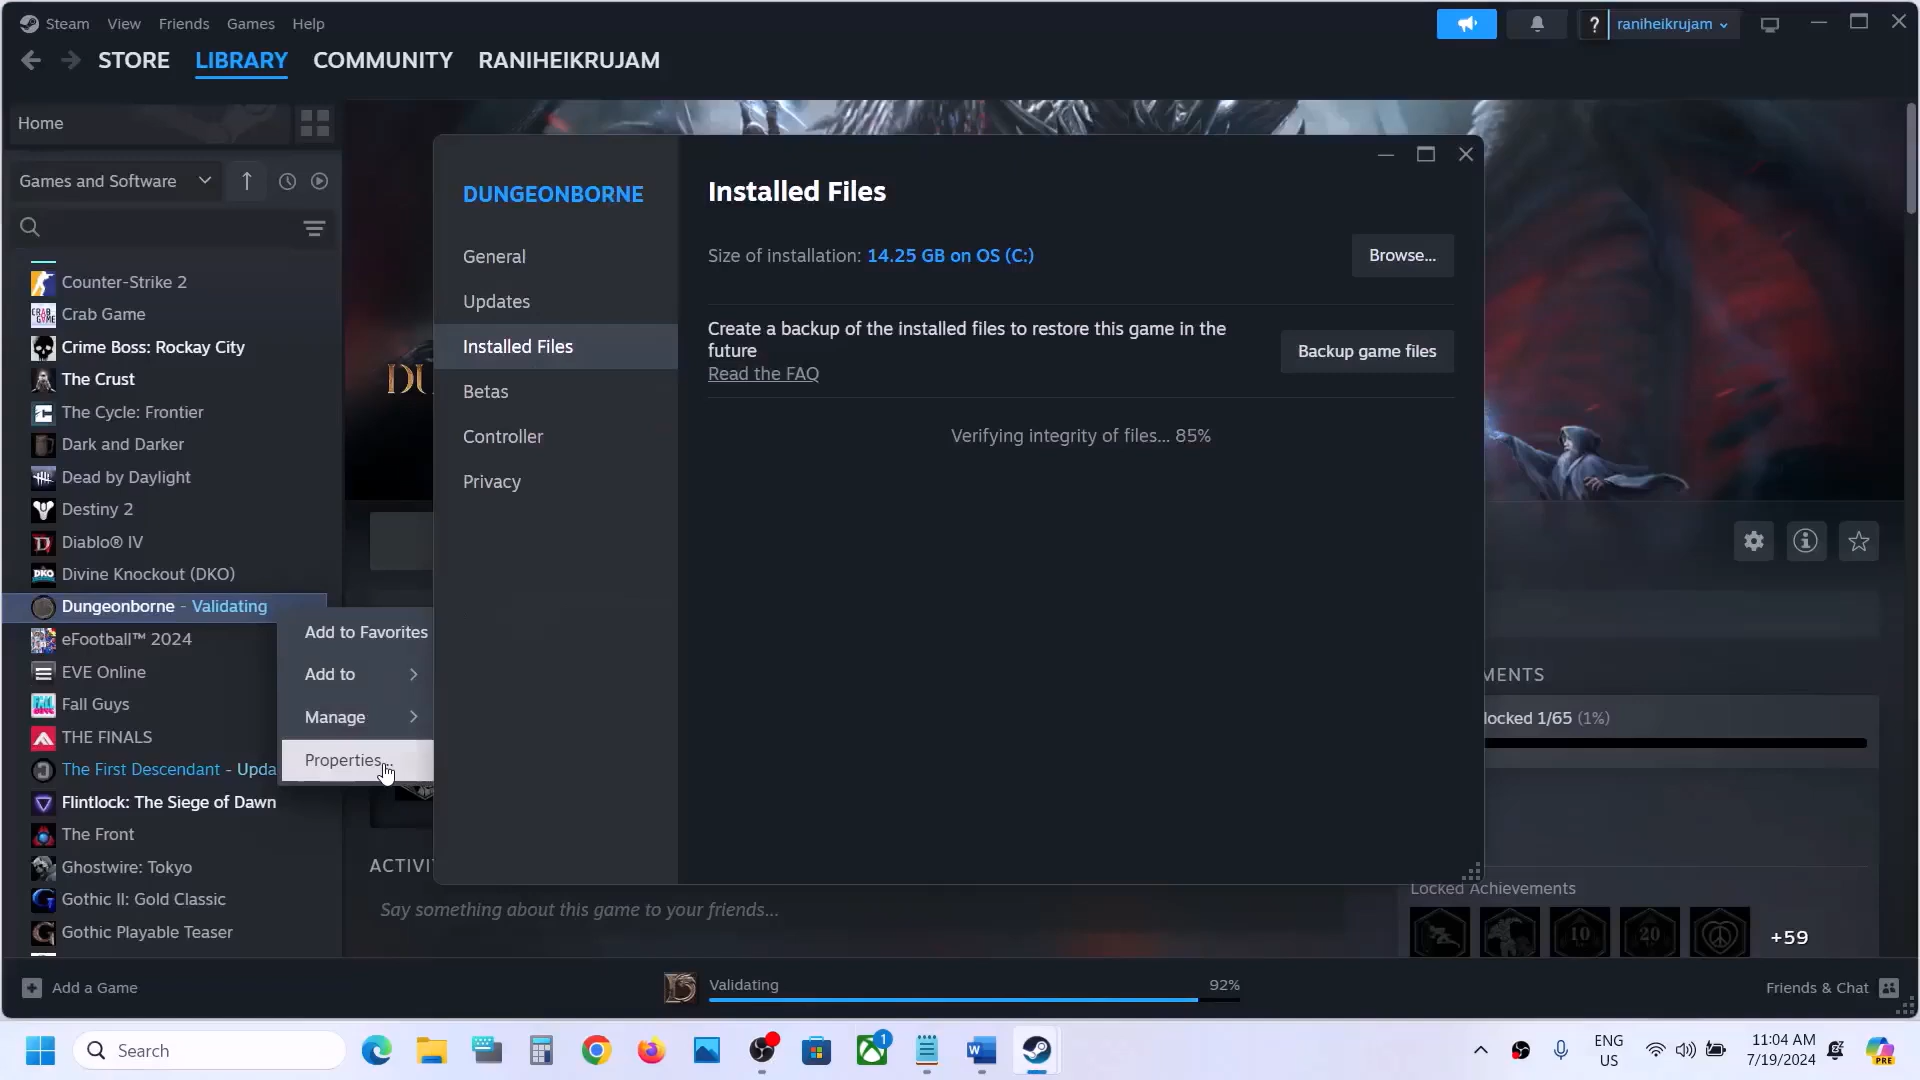 Steam View Friends Games Help
raniheikrujam
STORE LIBRARY COMMUNITY RANIHEIKRUJAM
Home
Games and Software
Counter-Strike 2
Crab Game
Crime Boss: Rockay City
The Crust
The Cycle: Frontier
Dark and Darker
Dead by Daylight
Destiny 2
Diablo® IV
Divine Knockout (DKO)
Dungeonborne - Validating
eFootball™ 2024
EVE Online
Fall Guys
THE FINALS
The First Descendant - Upda
Flintlock: The Siege of Dawn
The Front
Ghostwire: Tokyo
Gothic II: Gold Classic
Gothic Playable Teaser
Add to Favorites
Add to
Manage
Properties...
DU
DUNGEONBORNE
General
Updates
Installed Files
Betas
Controller
Privacy
Installed Files
Size of installation: 14.25 GB on OS (C:)
Browse...
Create a backup of the installed files to restore this game in the
future
Read the FAQ
Backup game files
Verifying integrity of files... 85%
MENTS
locked 1/65 (1%)
ACTIVI
Say something about this game to your friends...
Locked Achievements
10
20
+59
Add a Game
Validating 92%
Friends & Chat
Search
1
ENG
US
11:04 AM
7/19/2024
PRE